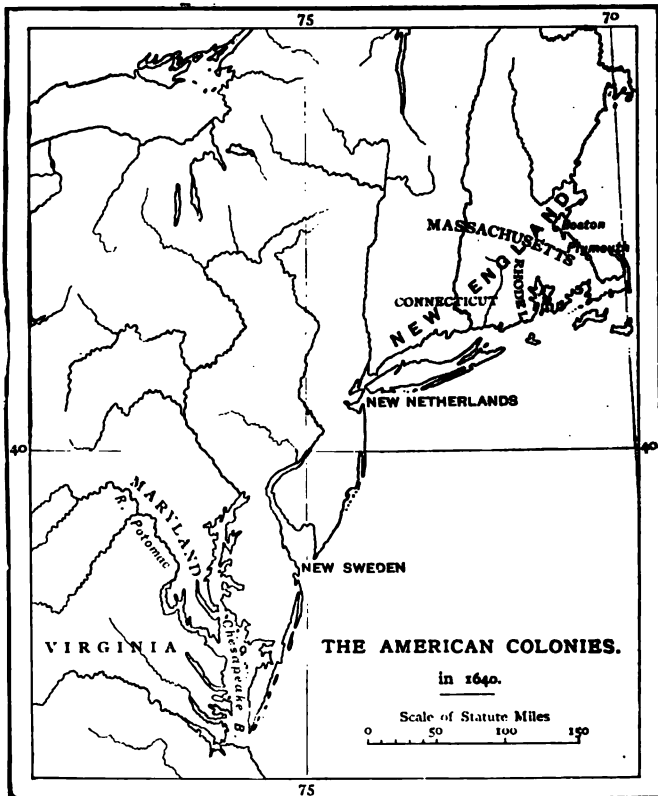 75
70
NEW ENGLAND
Boston
MASSACHUSETTS
Plymouth
RHODE I.
CONNECTICUT
NEW NETHERLANDS
40
40
MARYLAND
R. Potomac
NEW SWEDEN
VIRGINIA
Chesapeake B.
THE AMERICAN COLONIES.
in 1640.
Scale of Statute Miles
0 50 100 150
75